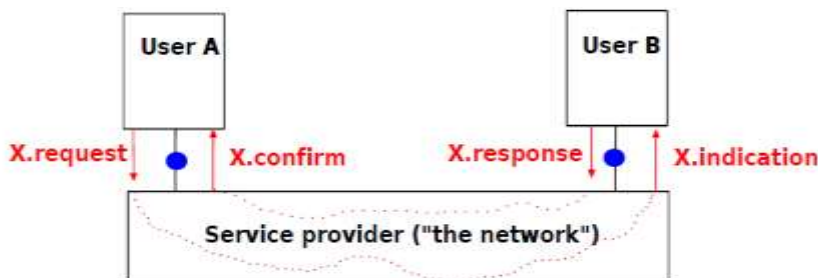 User A
User B
X.request
X.confirm
X.response
X.indication
Service provider ("the network")